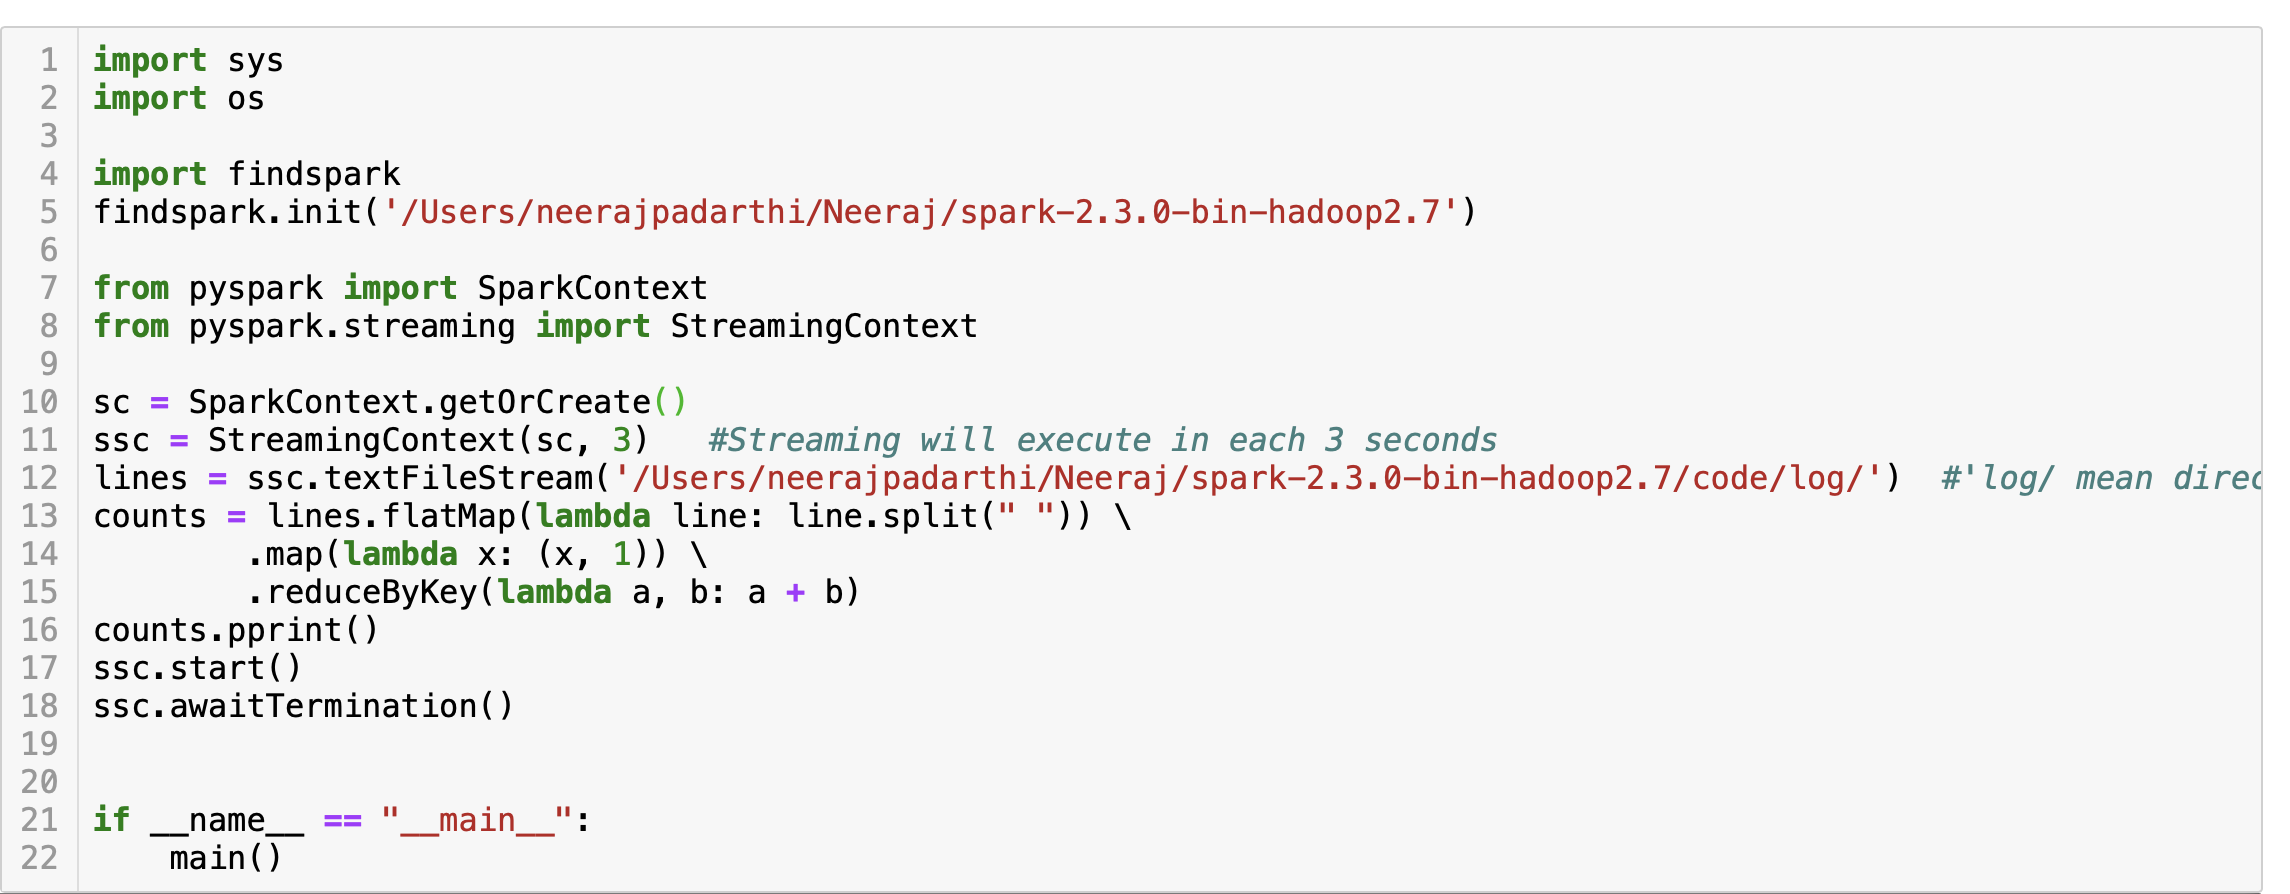 1 import sys
2 import os
3
4 import findspark
5 findspark.init('/Users/neerajpadarthi/Neeraj/spark-2.3.0-bin-hadoop2.7')
6
7 from pyspark import SparkContext
8 from pyspark.streaming import StreamingContext
9
10 sc = SparkContext.getOrCreate()
11 ssc = StreamingContext(sc, 3)   #Streaming will execute in each 3 seconds
12 lines = ssc.textFileStream('/Users/neerajpadarthi/Neeraj/spark-2.3.0-bin-hadoop2.7/code/log/')  #'log/ mean direc
13 counts = lines.flatMap(lambda line: line.split(" ")) \
14         .map(lambda x: (x, 1)) \
15         .reduceByKey(lambda a, b: a + b)
16 counts.pprint()
17 ssc.start()
18 ssc.awaitTermination()
19
20
21 if __name__ == "__main__":
22     main()